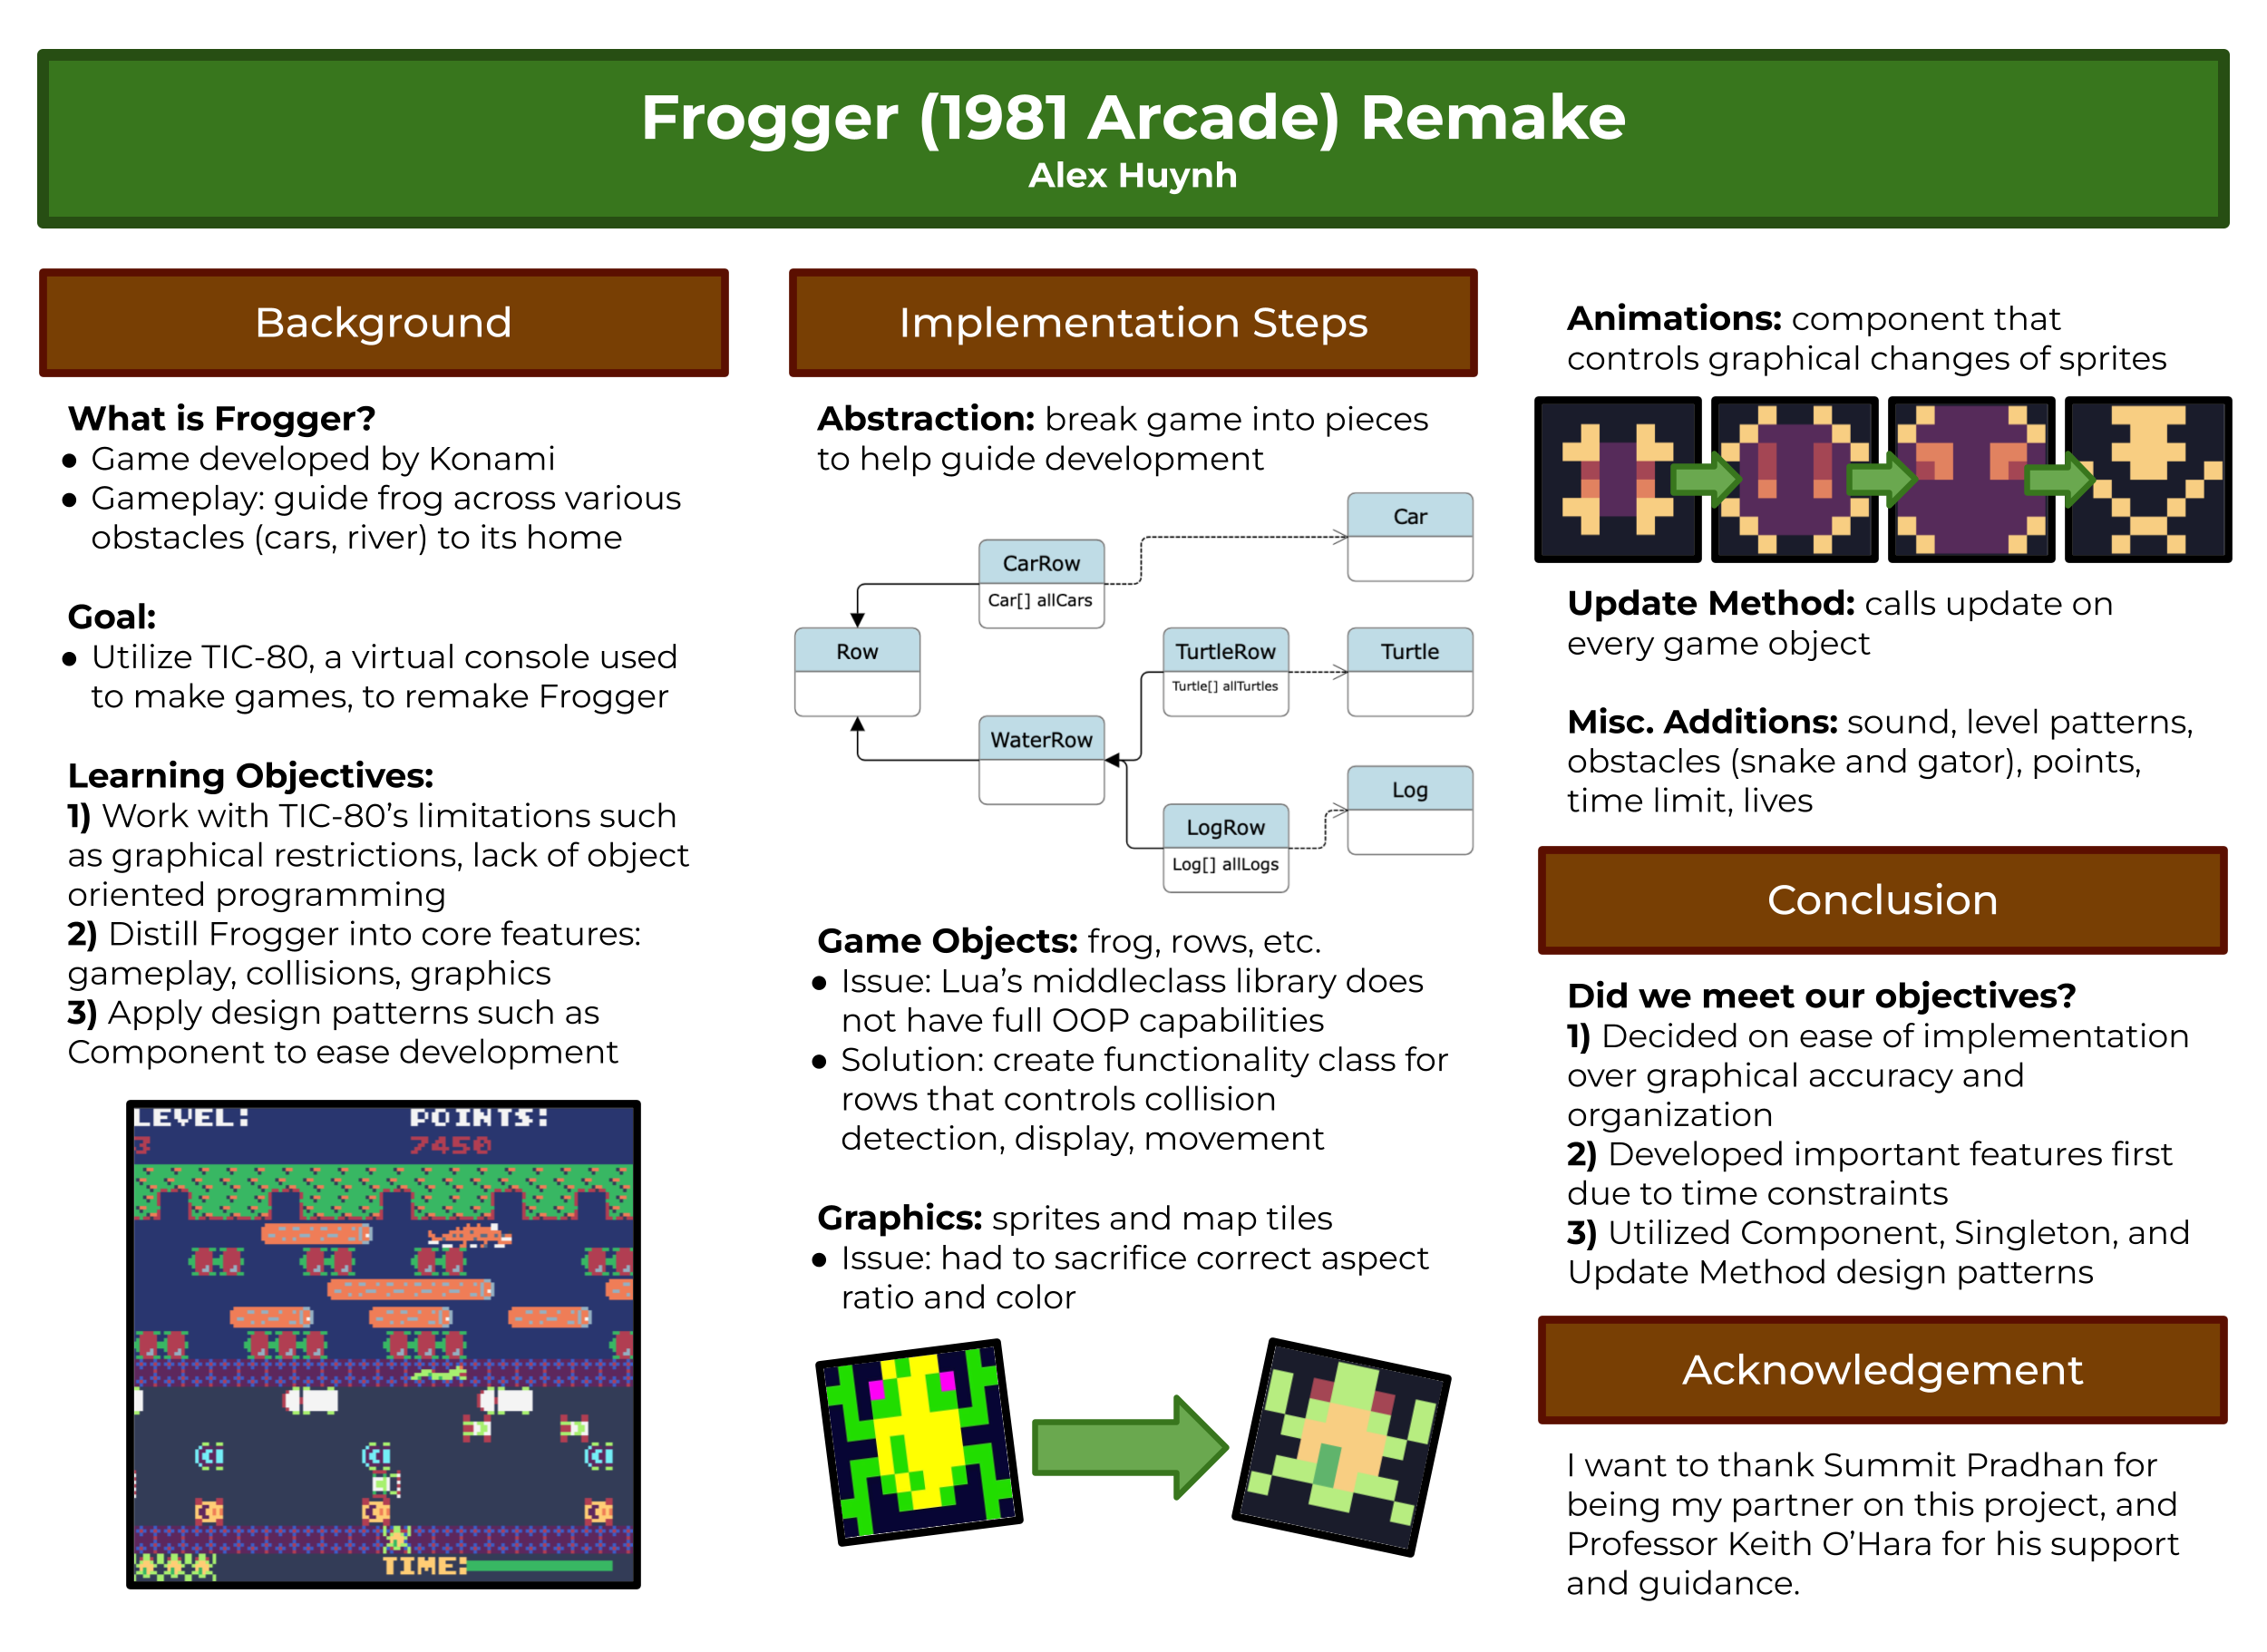 Frogger (1981 Arcade) Remake
Alex Huynh
Background
What is Frogger?
● Game developed by Konami
● Gameplay: guide frog across various
obstacles (cars, river) to its home
Goal:
● Utilize TIC-80, a virtual console used
to make games, to remake Frogger
Learning Objectives:
1) Work with TIC-80's limitations such
as graphical restrictions, lack of object
oriented programming
2) Distill Frogger into core features:
gameplay, collisions, graphics
3) Apply design patterns such as
Component to ease development
LEVEL: POINTS:
3 7450
TIME:
Implementation Steps
Abstraction: break game into pieces
to help guide development
Car
CarRow
Car[] allCars
Row
TurtleRow
Turtle[] allTurtles
Turtle
WaterRow
Log
LogRow
Log[] allLogs
Game Objects: frog, rows, etc.
● Issue: Lua's middleclass library does
not have full OOP capabilities
● Solution: create functionality class for
rows that controls collision
detection, display, movement
Graphics: sprites and map tiles
● Issue: had to sacrifice correct aspect
ratio and color
Animations: component that
controls graphical changes of sprites
Update Method: calls update on
every game object
Misc. Additions: sound, level patterns,
obstacles (snake and gator), points,
time limit, lives
Conclusion
Did we meet our objectives?
1) Decided on ease of implementation
over graphical accuracy and
organization
2) Developed important features first
due to time constraints
3) Utilized Component, Singleton, and
Update Method design patterns
Acknowledgement
I want to thank Summit Pradhan for
being my partner on this project, and
Professor Keith O'Hara for his support
and guidance.